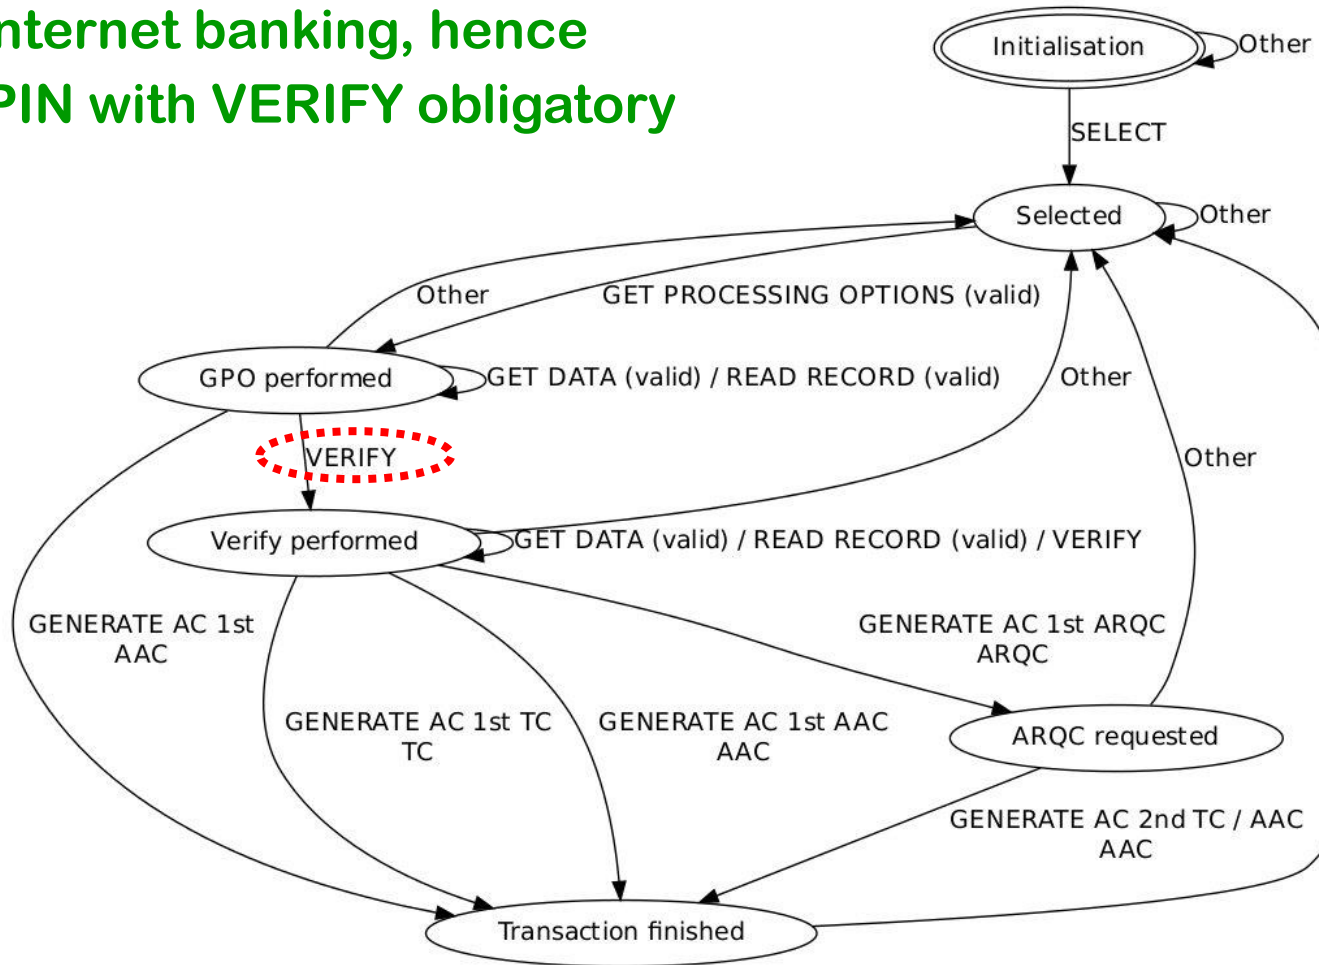 nternet banking, hence
PIN with VERIFY obligatory
Initialisation
Other
SELECT
Selected
Other
Other
GET PROCESSING OPTIONS (valid)
GPO performed
GET DATA (valid) / READ RECORD (valid)
Other
VERIFY
Other
Verify performed
GET DATA (valid) / READ RECORD (valid) / VERIFY
GENERATE AC 1st
AAC
GENERATE AC 1st ARQC
ARQC
GENERATE AC 1st TC
TC
GENERATE AC 1st AAC
AAC
ARQC requested
GENERATE AC 2nd TC / AAC
AAC
Transaction finished